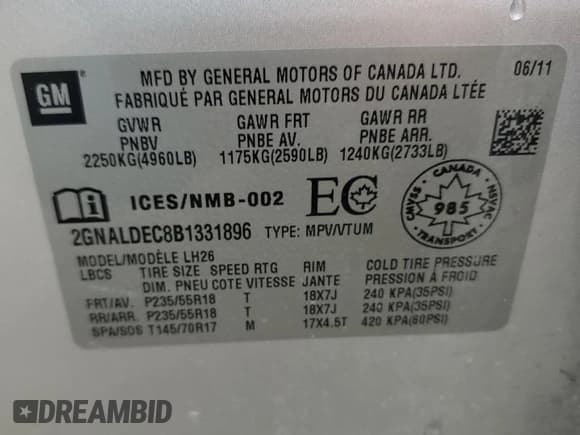 GM
MFD BY GENERAL MOTORS OF CANADA LTD. 06/11
FABRIQUÉ PAR GENERAL MOTORS DU CANADA LTÉE
GVWR GAWR FRT GAWR RR
PNBV PNBE AV. PNBE ARR.
2250KG(4960LB) 1175KG(2590LB) 1240KG(2733LB)
ICES/NMB-002 EC CANADA CMVSS 985 NSVAC TRANSPORT
2GNALDEC8B1331896 TYPE: MPV/VTUM
MODEL/MODÈLE LH26
LBCS TIRE SIZE SPEED RTG RIM COLD TIRE PRESSURE
DIM. PNEU COTE VITESSE JANTE PRESSION À FROID
FRT/AV. P235/55R18 T 18X7J 240 KPA(35PSI)
RR/ARR. P235/55R18 T 18X7J 240 KPA(35PSI)
SPA/SDS T145/70R17 M 17X4.5T 420 KPA(60PSI)
DREAMBID